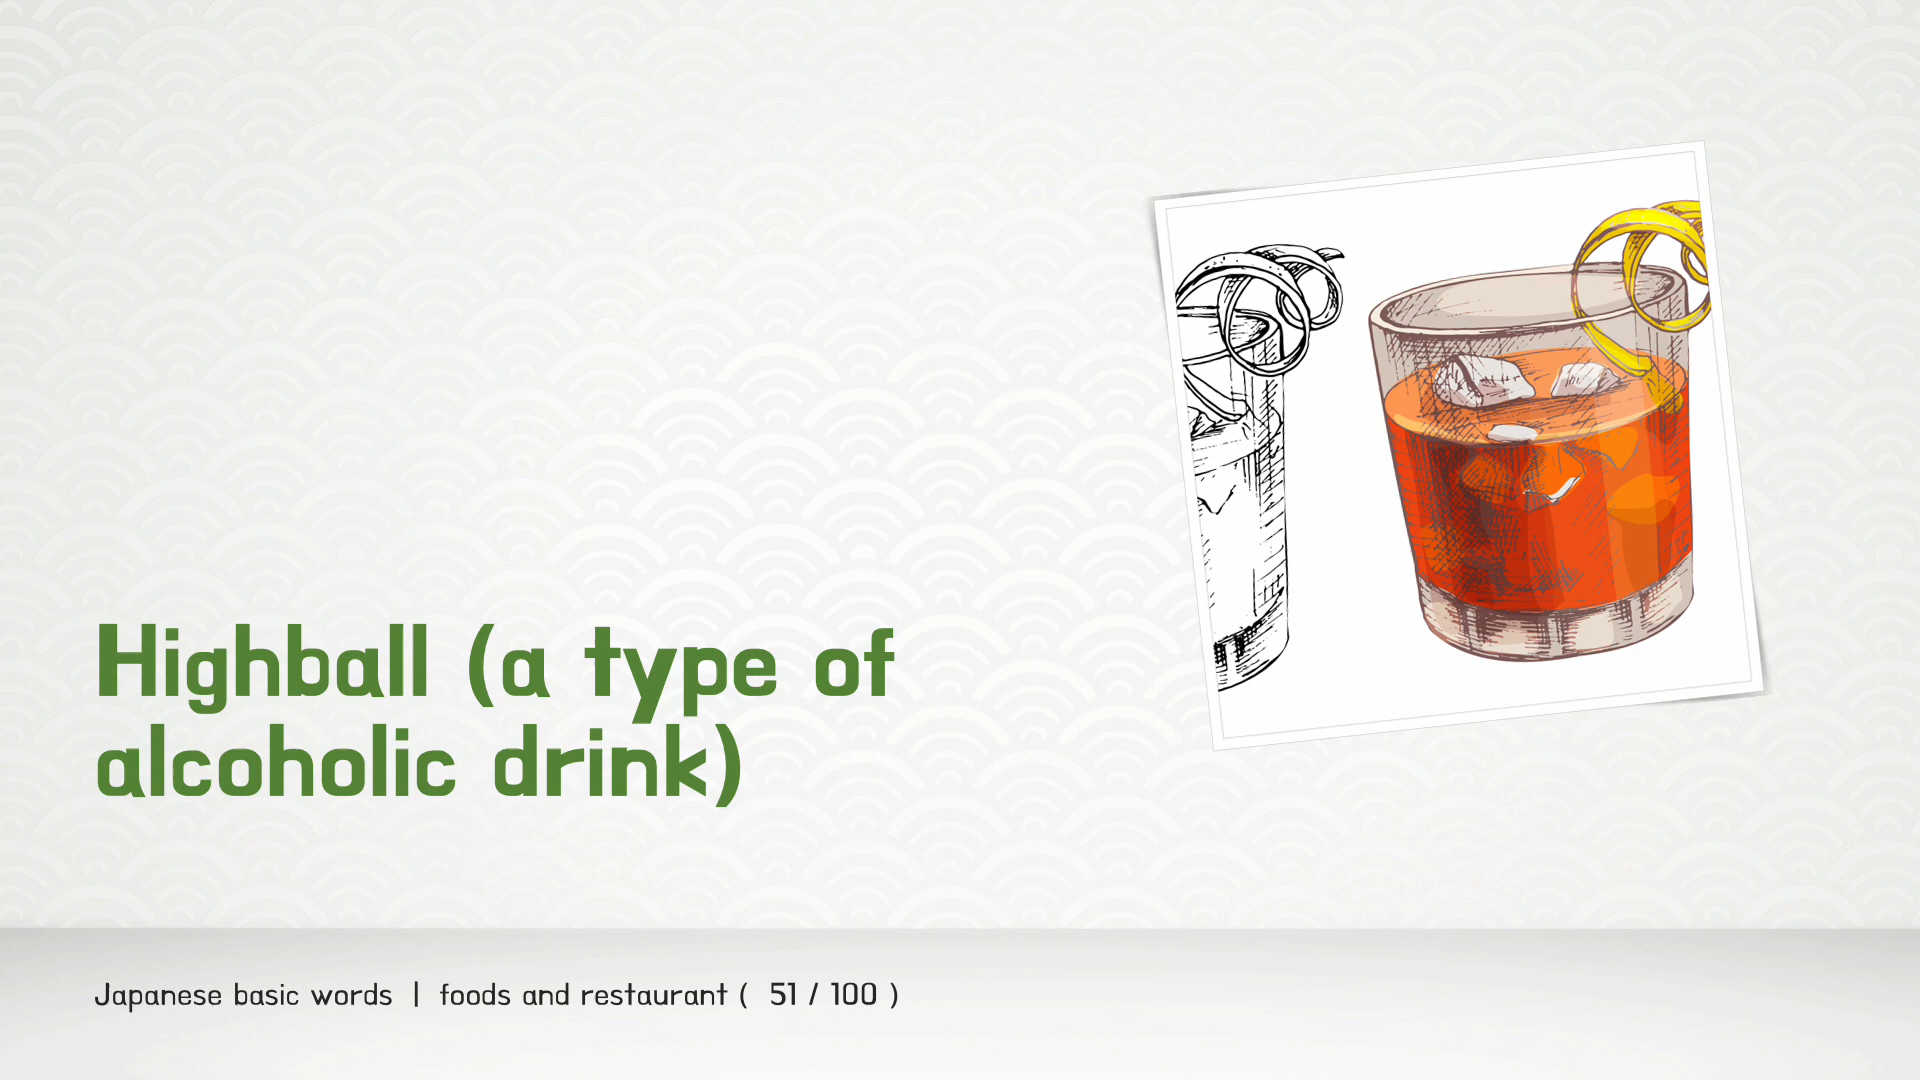 Highball (a type of
alcoholic drink)
Japanese basic words | foods and restaurant ( 51 / 100 )